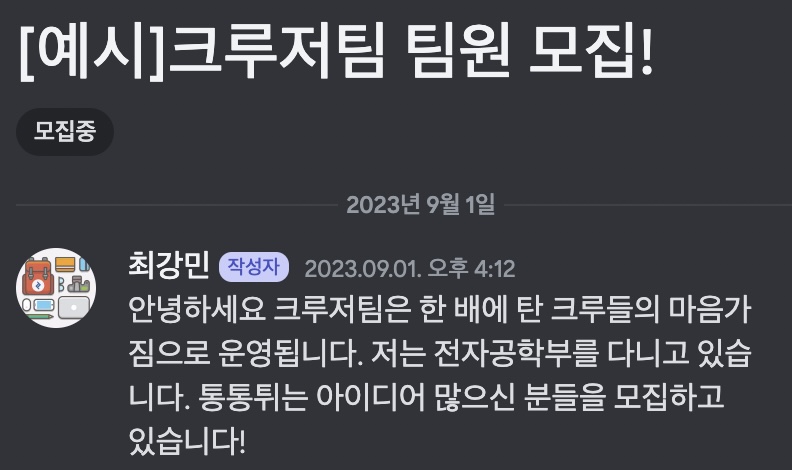 [예시]크루저팀 팀원 모집!
모집중
2023년 9월 1일
최강민 작성자 2023.09.01. 오후 4:12
안녕하세요 크루저팀은 한 배에 탄 크루들의 마음가
짐으로 운영됩니다. 저는 전자공학부를 다니고 있습
니다. 통통튀는 아이디어 많으신 분들을 모집하고
있습니다!